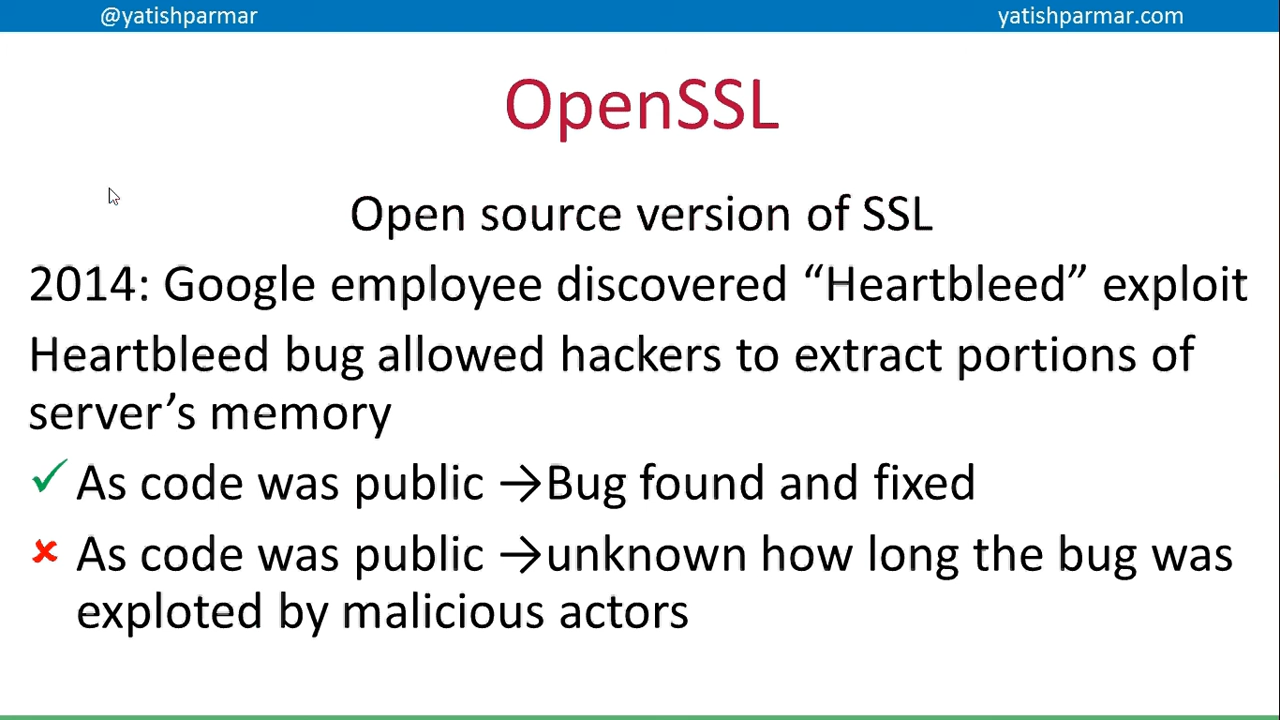 @yatishparmar
yatishparmar.com
OpenSSL
Open source version of SSL
2014: Google employee discovered “Heartbleed” exploit
Heartbleed bug allowed hackers to extract portions of
server’s memory
✓ As code was public →Bug found and fixed
✘ As code was public →unknown how long the bug was
exploted by malicious actors